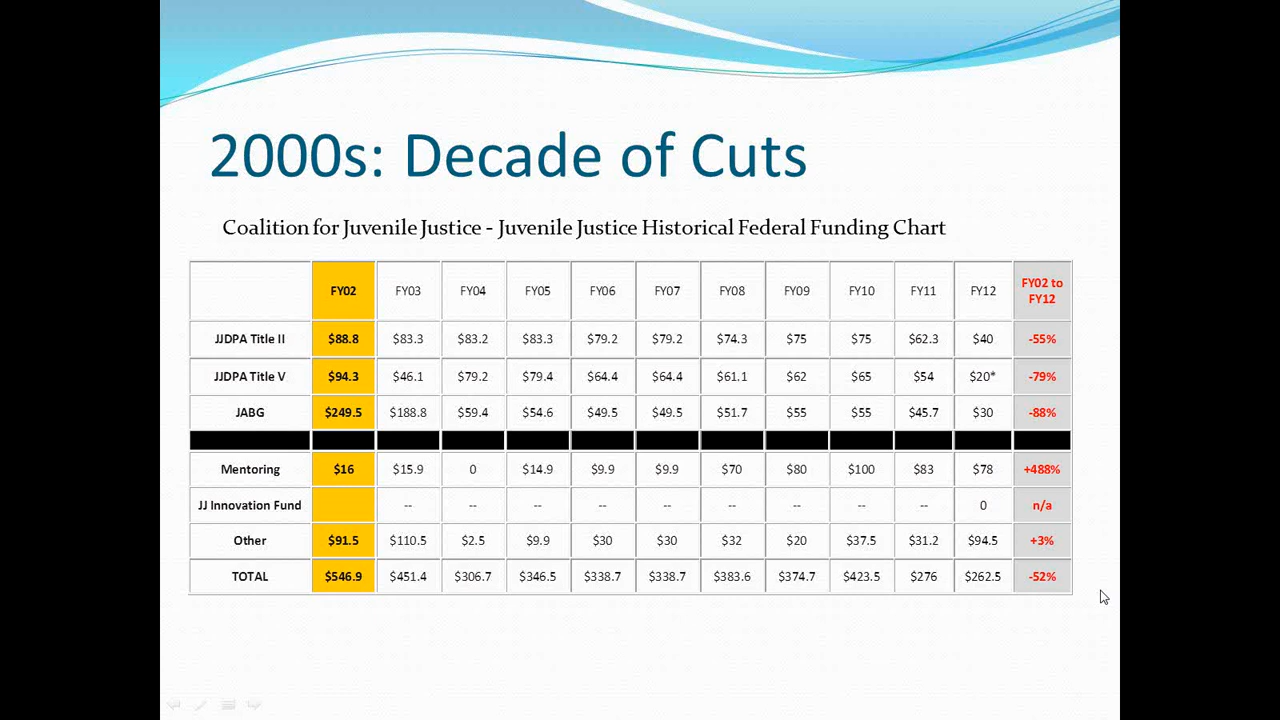 2000s: Decade of Cuts
Coalition for Juvenile Justice - Juvenile Justice Historical Federal Funding Chart
FY02 FY03 FY04 FY05 FY06 FY07 FY08 FY09 FY10 FY11 FY12 FY02 to FY12
JJDPA Title II $88.8 $83.3 $83.2 $83.3 $79.2 $79.2 $74.3 $75 $75 $62.3 $40 -55%
JJDPA Title V $94.3 $46.1 $79.2 $79.4 $64.4 $64.4 $61.1 $62 $65 $54 $20* -79%
JABG $249.5 $188.8 $59.4 $54.6 $49.5 $49.5 $51.7 $55 $55 $45.7 $30 -88%
Mentoring $16 $15.9 0 $14.9 $9.9 $9.9 $70 $80 $100 $83 $78 +488%
JJ Innovation Fund -- -- -- -- -- -- -- -- -- 0 n/a
Other $91.5 $110.5 $2.5 $9.9 $30 $30 $32 $20 $37.5 $31.2 $94.5 +3%
TOTAL $546.9 $451.4 $306.7 $346.5 $338.7 $338.7 $383.6 $374.7 $423.5 $276 $262.5 -52%